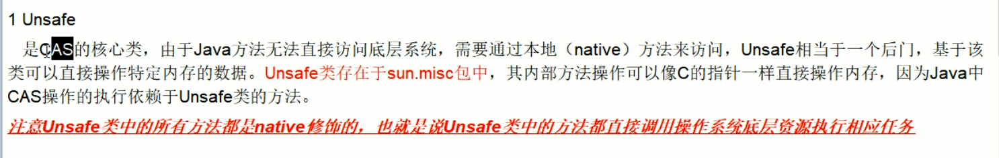 1 Unsafe
是CAS的核心类，由于Java方法无法直接访问底层系统，需要通过本地（native）方法来访问，Unsafe相当于一个后门，基于该
类可以直接操作特定内存的数据。Unsafe类存在于sun.misc包中，其内部方法操作可以像C的指针一样直接操作内存，因为Java中
CAS操作的执行依赖于Unsafe类的方法。
注意Unsafe类中的所有方法都是native修饰的，也就是说Unsafe类中的方法都直接调用操作系统底层资源执行相应任务